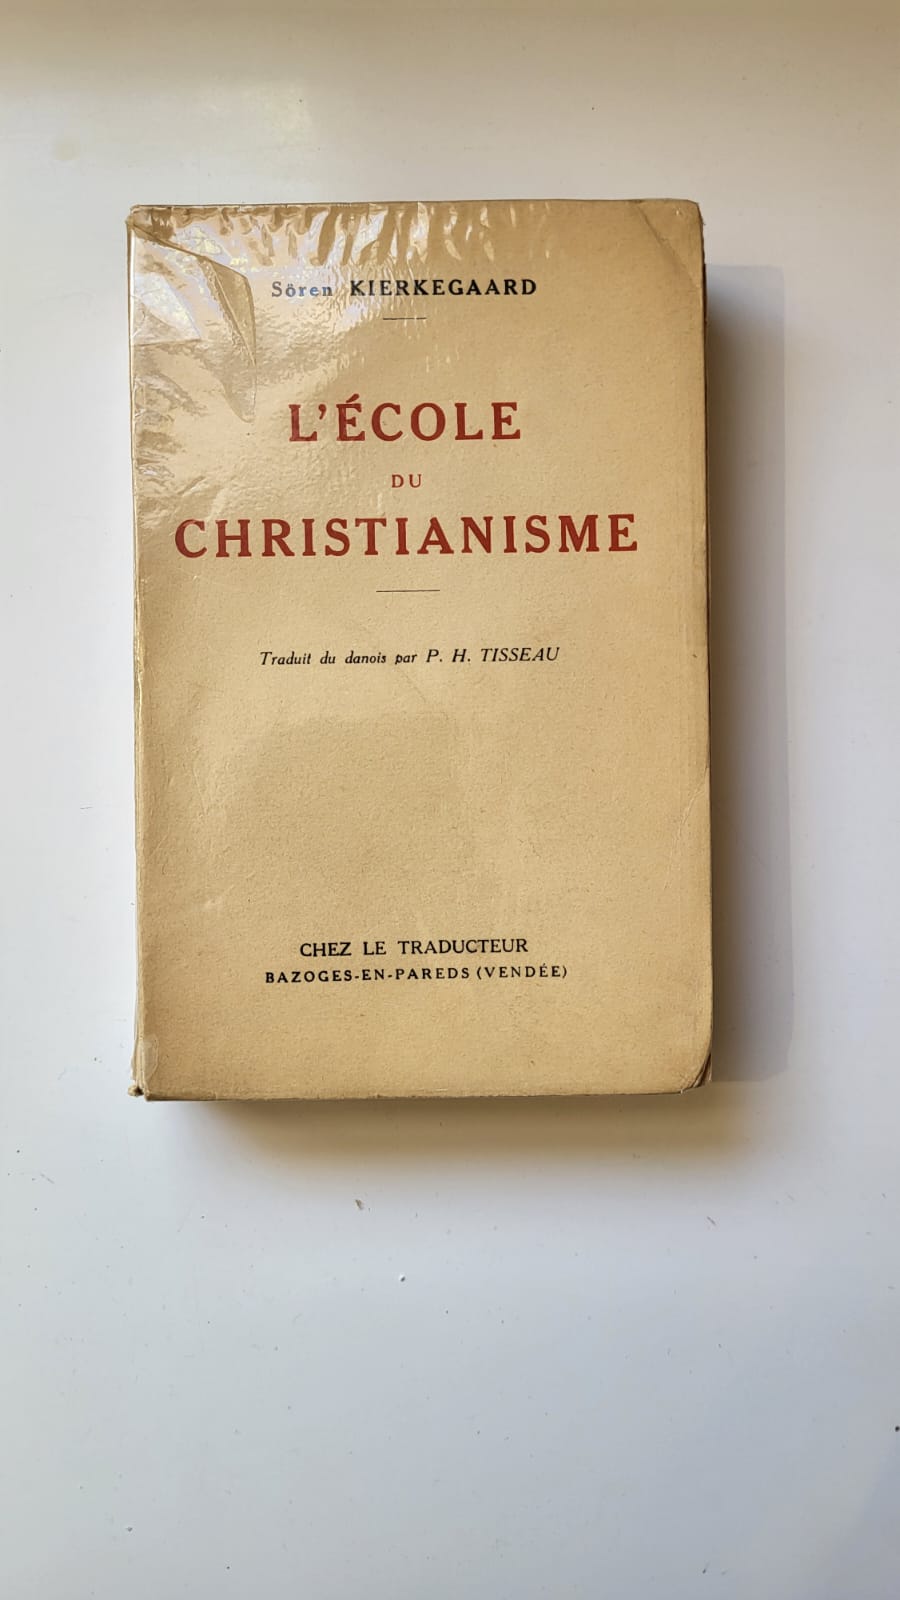 Sören KIERKEGAARD
L'ÉCOLE
DU
CHRISTIANISME
Traduit du danois par P. H. TISSEAU
CHEZ LE TRADUCTEUR
BAZOGES-EN-PAREDS (VENDÉE)